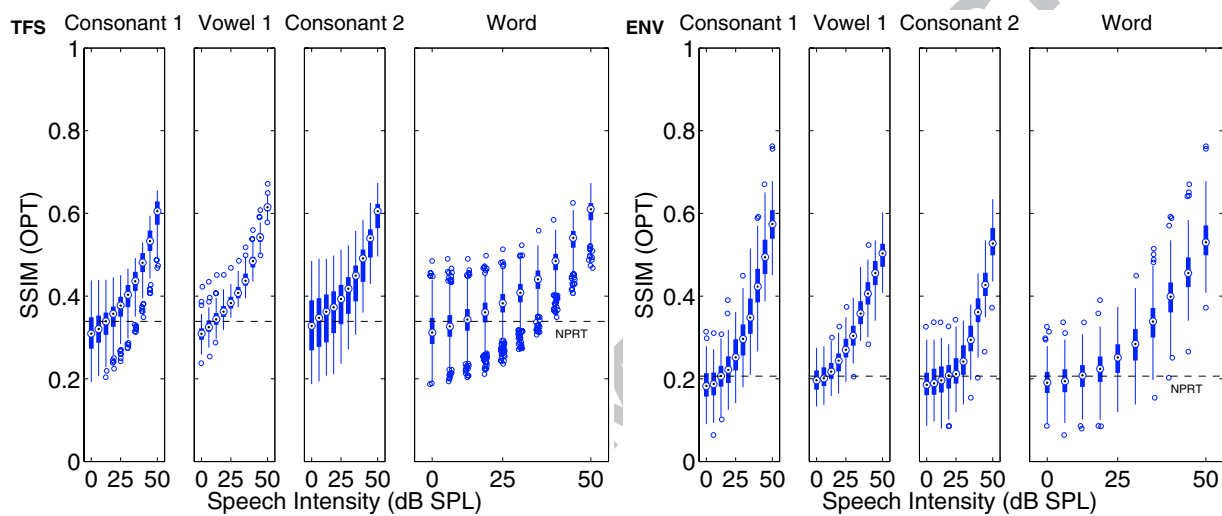 TFS Consonant 1 Vowel 1 Consonant 2 Word
SSIM (OPT)
1
0.8
0.6
0.4
0.2
0
NPRT
0 25 50 0 25 50 0 25 50 0 25 50
Speech Intensity (dB SPL)
ENV Consonant 1 Vowel 1 Consonant 2 Word
SSIM (OPT)
1
0.8
0.6
0.4
0.2
0
NPRT
0 25 50 0 25 50 0 25 50 0 25 50
Speech Intensity (dB SPL)